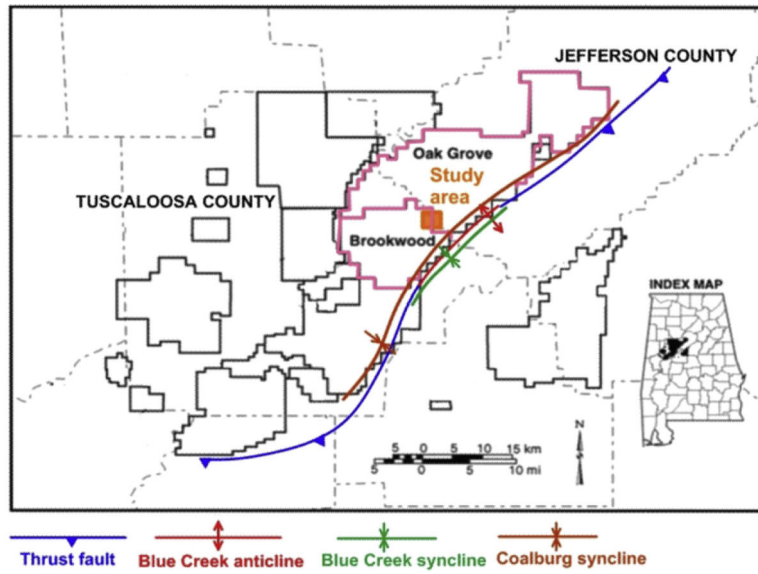 JEFFERSON COUNTY
Oak Grove
Study
area
TUSCALOOSA COUNTY
Brookwood
INDEX MAP
N
5 0 5 10 15 km
5 0 5 10 mi
Thrust fault
Blue Creek anticline
Blue Creek syncline
Coalburg syncline